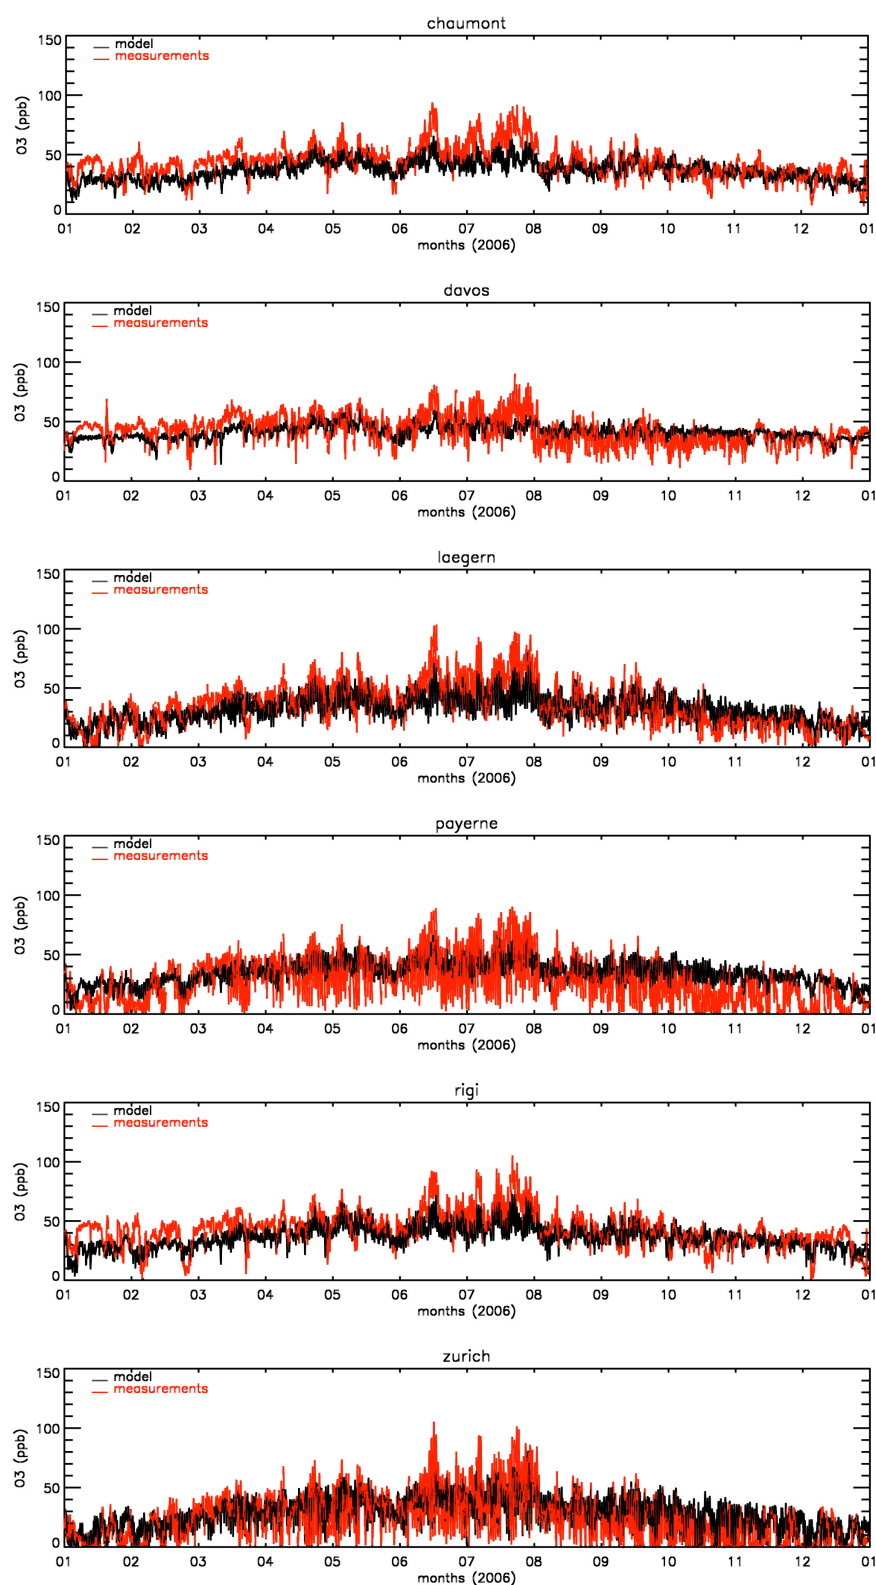 chaumont
150
model
measurements
100
O3 (ppb)
50
0
01 02 03 04 05 06 07 08 09 10 11 12 01
months (2006)
davos
150
model
measurements
100
O3 (ppb)
50
0
01 02 03 04 05 06 07 08 09 10 11 12 01
months (2006)
laegern
150
model
measurements
100
O3 (ppb)
50
0
01 02 03 04 05 06 07 08 09 10 11 12 01
months (2006)
payerne
150
model
measurements
100
O3 (ppb)
50
0
01 02 03 04 05 06 07 08 09 10 11 12 01
months (2006)
rigi
150
model
measurements
100
O3 (ppb)
50
0
01 02 03 04 05 06 07 08 09 10 11 12 01
months (2006)
zurich
150
model
measurements
100
O3 (ppb)
50
0
01 02 03 04 05 06 07 08 09 10 11 12 01
months (2006)